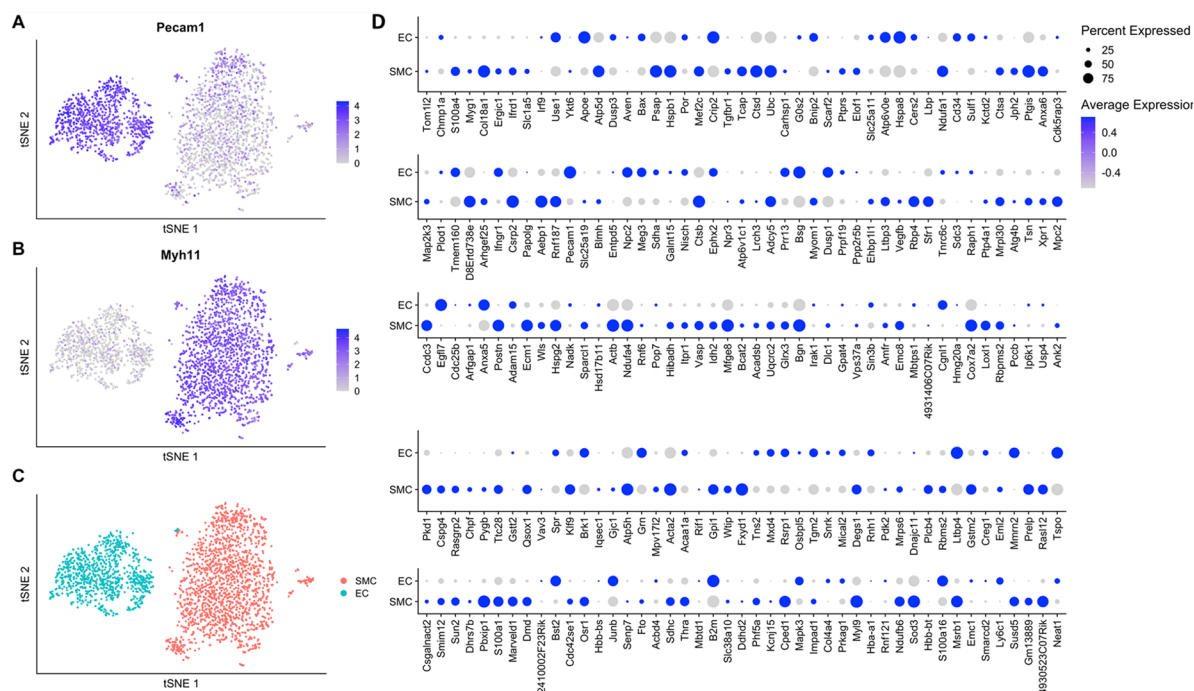 A
Pecam1
tSNE 2
tSNE 1
4
3
2
1
0
B
Myh11
tSNE 2
tSNE 1
4
3
2
1
0
C
tSNE 2
tSNE 1
SMC
EC
D
EC
SMC
Tom1l2 Chmp1a S100a4 Myg1 Col18a1 Ergic1 Ifrd1 Slc1a5 Irf9 Use1 Ykt6 Apoe Atp5d Dusp3 Aven Bax Psap Hspb1 Por Mef2c Tgfbr1 Tcap Ctsd Ubc Carhsp1 Crip2 G0s2 Bnip2 Scarf2 Ptprs Ebf1 Slc25a11 Atp6v0e Hspa8 Cers2 Lbp Ndufa1 Cd34 Sulf1 Kctd2 Ctsa Jph2 Ptgis Anxa6 Cdk5rap3
EC
SMC
Map2k3 Plod1 Tmem160 D8Ertd738e Arhgef25 Ifngr1 Csrp2 Papolg Aebp1 Rnf187 Pecam1 Slc25a19 Blmh Entpd5 Npc2 Meg3 Sdha Galnt15 Nisch Ctsb Ephx2 Npr3 Atp6v1c1 Lrch3 Adcy5 Prr13 Bsg Myom1 Dusp1 Prpf19 Ppp2r5b Ehbp1l1 Ltbp3 Vegfb Rbp4 Sfr1 Tnrc6c Sdc3 Raph1 Ptp4a1 Mrpl30 Atg4b Tsn Xpr1 Mpc2
EC
SMC
Ccdc3 Egfl7 Cdc25b Arfgap1 Anxa5 Postn Adam15 Ecm1 Wls Hspg2 Nadk Sparcl1 Hsd17b11 Actb Ndufa4 Rnf6 Pop7 Hibadh Itpr1 Vasp Idh2 Mfge8 Bcat2 Acadsb Uqcrc2 Glrx3 Bgn Irak1 Dlc1 Gpaf4 Vps37a Sin3b Amfr Emc8 Mbtps1 4931406C07Rik Cgnl1 Hmg20a Cox7a2 Loxl1 Rbpms2 Pccb Ip6k1 Usp4 Ank2
EC
SMC
Pkd1 Cspg4 Rasgrp2 Chpf Pygb Ttc28 Gstt2 Qsox1 Vav3 Spr Klf9 Brk1 Iqsec1 Gjc1 Atp5h Grn Mpv17l2 Acta2 Acaa1a Rif1 Gpi1 Wtip Fxyd1 Tns2 Mxd4 Rsrp1 Tgm2 Osbpl5 Snrk Mical2 Degs1 Rnh1 Pdk2 Mrps6 Dnajc11 Plcb4 Rbms2 Ltbp4 Gstm2 Creg1 Eml2 Mmrn2 Prelp Rasl12 Tspo
EC
SMC
Csgalnact2 Smim12 Sun2 Dhrs7b Pbxip1 S100a1 Marveld1 Dmd 2410002F23Rik Bst2 Cdc42se1 Osr1 Hbb-bs Junb Senp7 Fto Acbd4 Sdhc Thra Mbtd1 B2m Slc38a10 Ddhd2 Phf5a Kcnj15 Cped1 Mapk3 Impad1 Col4a4 Prkag1 Myl9 Hba-a1 Rnf121 Ndufb6 Sod3 Hbb-bt S100a16 Msrb1 Emc1 Smarcd2 Ly6c1 Susd5 Gm13889 4930523C07Rik Neat1
Percent Expressed
25
50
75
Average Expression
0.4
0.0
−0.4